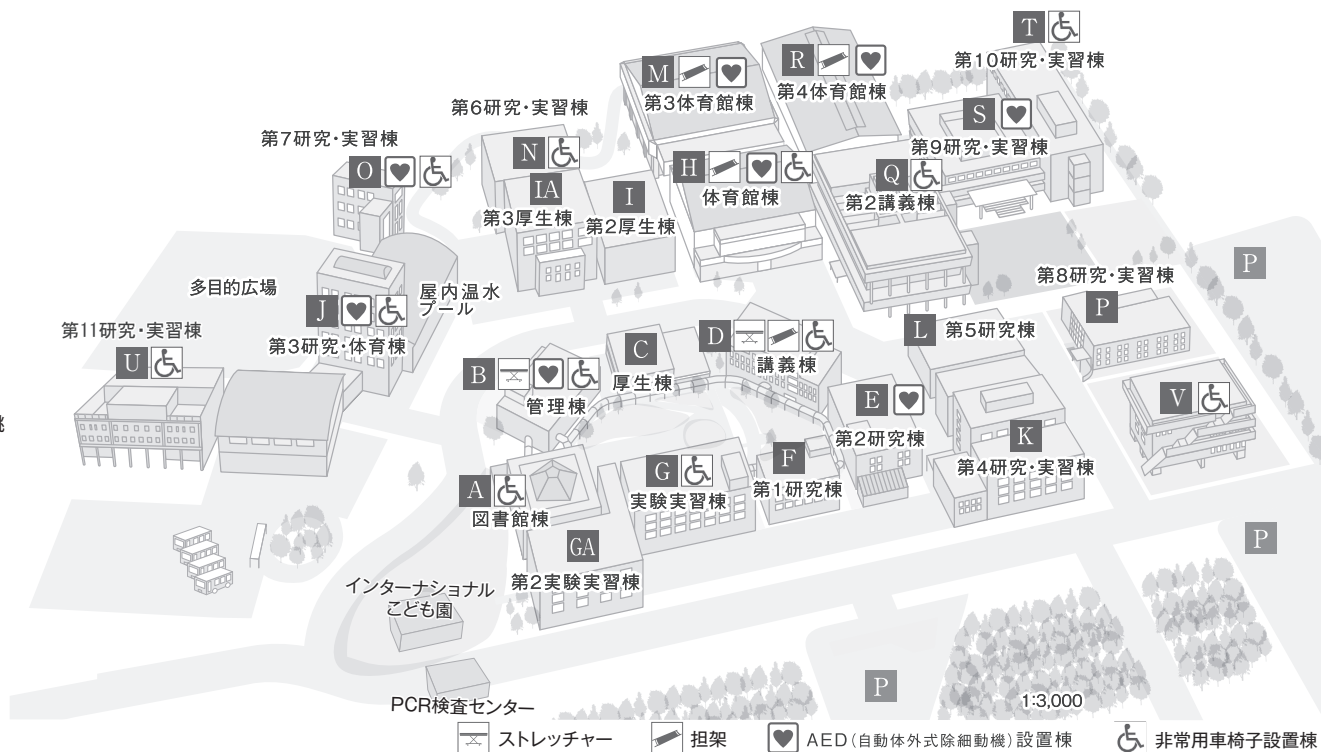 T
第10研究・実習棟
M
第3体育館棟
R
第4体育館棟
第6研究・実習棟
S
第9研究・実習棟
第7研究・実習棟
O
N
H
体育館棟
Q
第2講義棟
IA
第3厚生棟
I
第2厚生棟
P
第8研究・実習棟
多目的広場
屋内温水
プール
J
第3研究・体育棟
P
第11研究・実習棟
U
L
第5研究棟
C
厚生棟
D
講義棟
B
管理棟
E
第2研究棟
V
K
第4研究・実習棟
F
第1研究棟
G
実験実習棟
A
図書館棟
GA
第2実験実習棟
P
インターナショナル
こども園
P
PCR検査センター
1:3,000
ストレッチャー
担架
AED(自動体外式除細動機)設置棟
非常用車椅子設置棟